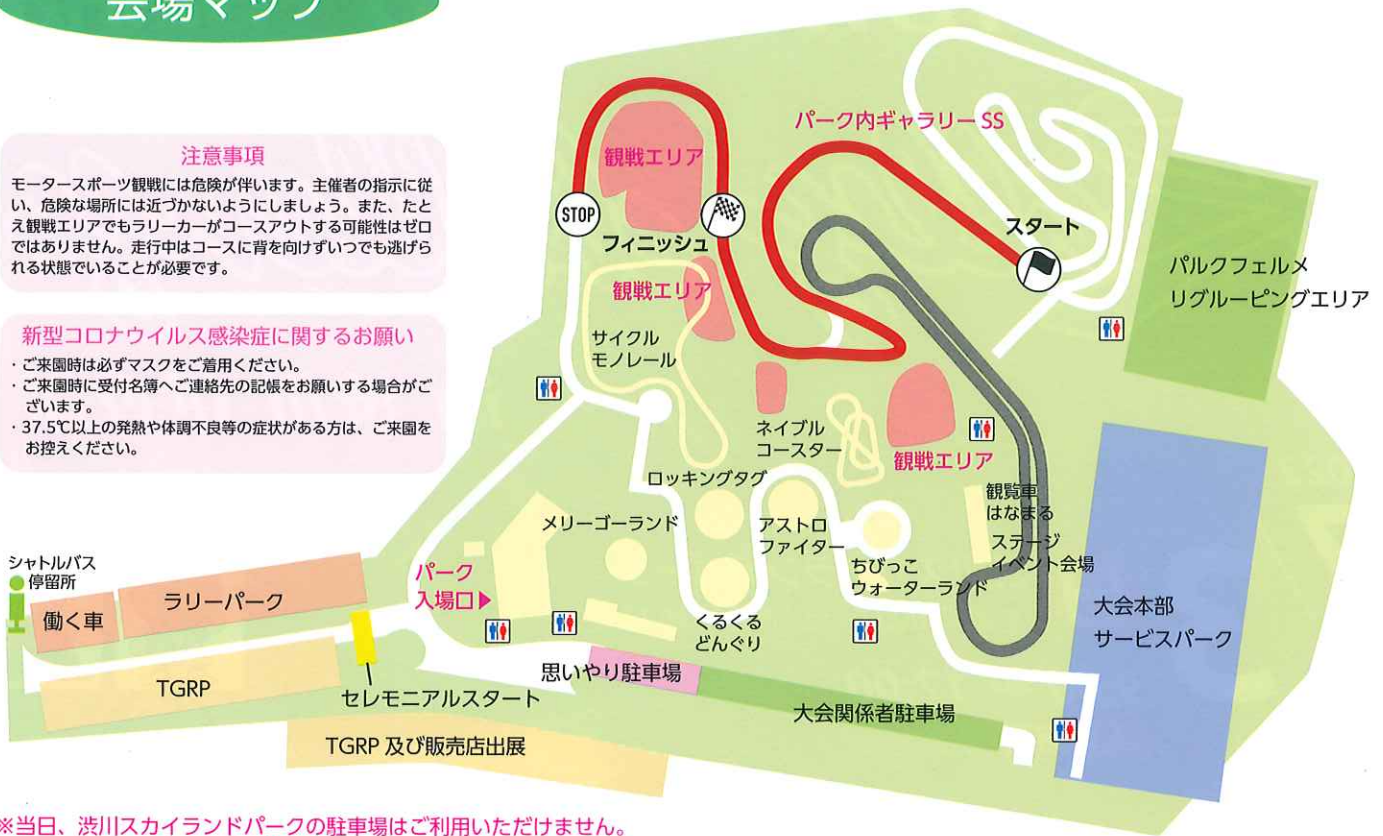 会場マップ
注意事項
モータースポーツ観戦には危険が伴います。主催者の指示に従
い、危険な場所には近づかないようにしましょう。また、たと
え観戦エリアでもラリーカーがコースアウトする可能性はゼロ
ではありません。走行中はコースに背を向けずいつでも逃げら
れる状態でいることが必要です。
新型コロナウイルス感染症に関するお願い
・ご来園時は必ずマスクをご着用ください。
・ご来園時に受付名簿へご連絡先の記帳をお願いする場合がご
ざいます。
・37.5℃以上の発熱や体調不良等の症状がある方は、ご来園を
お控えください。
パーク内ギャラリー SS
観戦エリア
STOP
フィニッシュ
スタート
パルクフェルメ
リグルーピングエリア
観戦エリア
サイクル
モノレール
ネイブル
コースター
観戦エリア
ロッキングタグ
観覧車
はなまる
メリーゴーランド
アストロ
ファイター
ステージ
イベント会場
ちびっこ
ウォーターランド
パーク
入場口▶
くるくる
どんぐり
シャトルバス
停留所
働く車
ラリーパーク
大会本部
サービスパーク
TGRP
セレモニアルスタート
思いやり駐車場
大会関係者駐車場
TGRP 及び販売店出展
※当日、渋川スカイランドパークの駐車場はご利用いただけません。